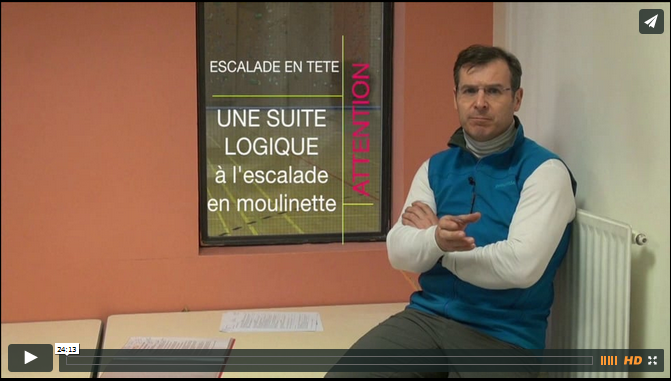 ESCALADE EN TETE
UNE SUITE
LOGIQUE
à l'escalade
en moulinette
ATTENTION
24:13
HD